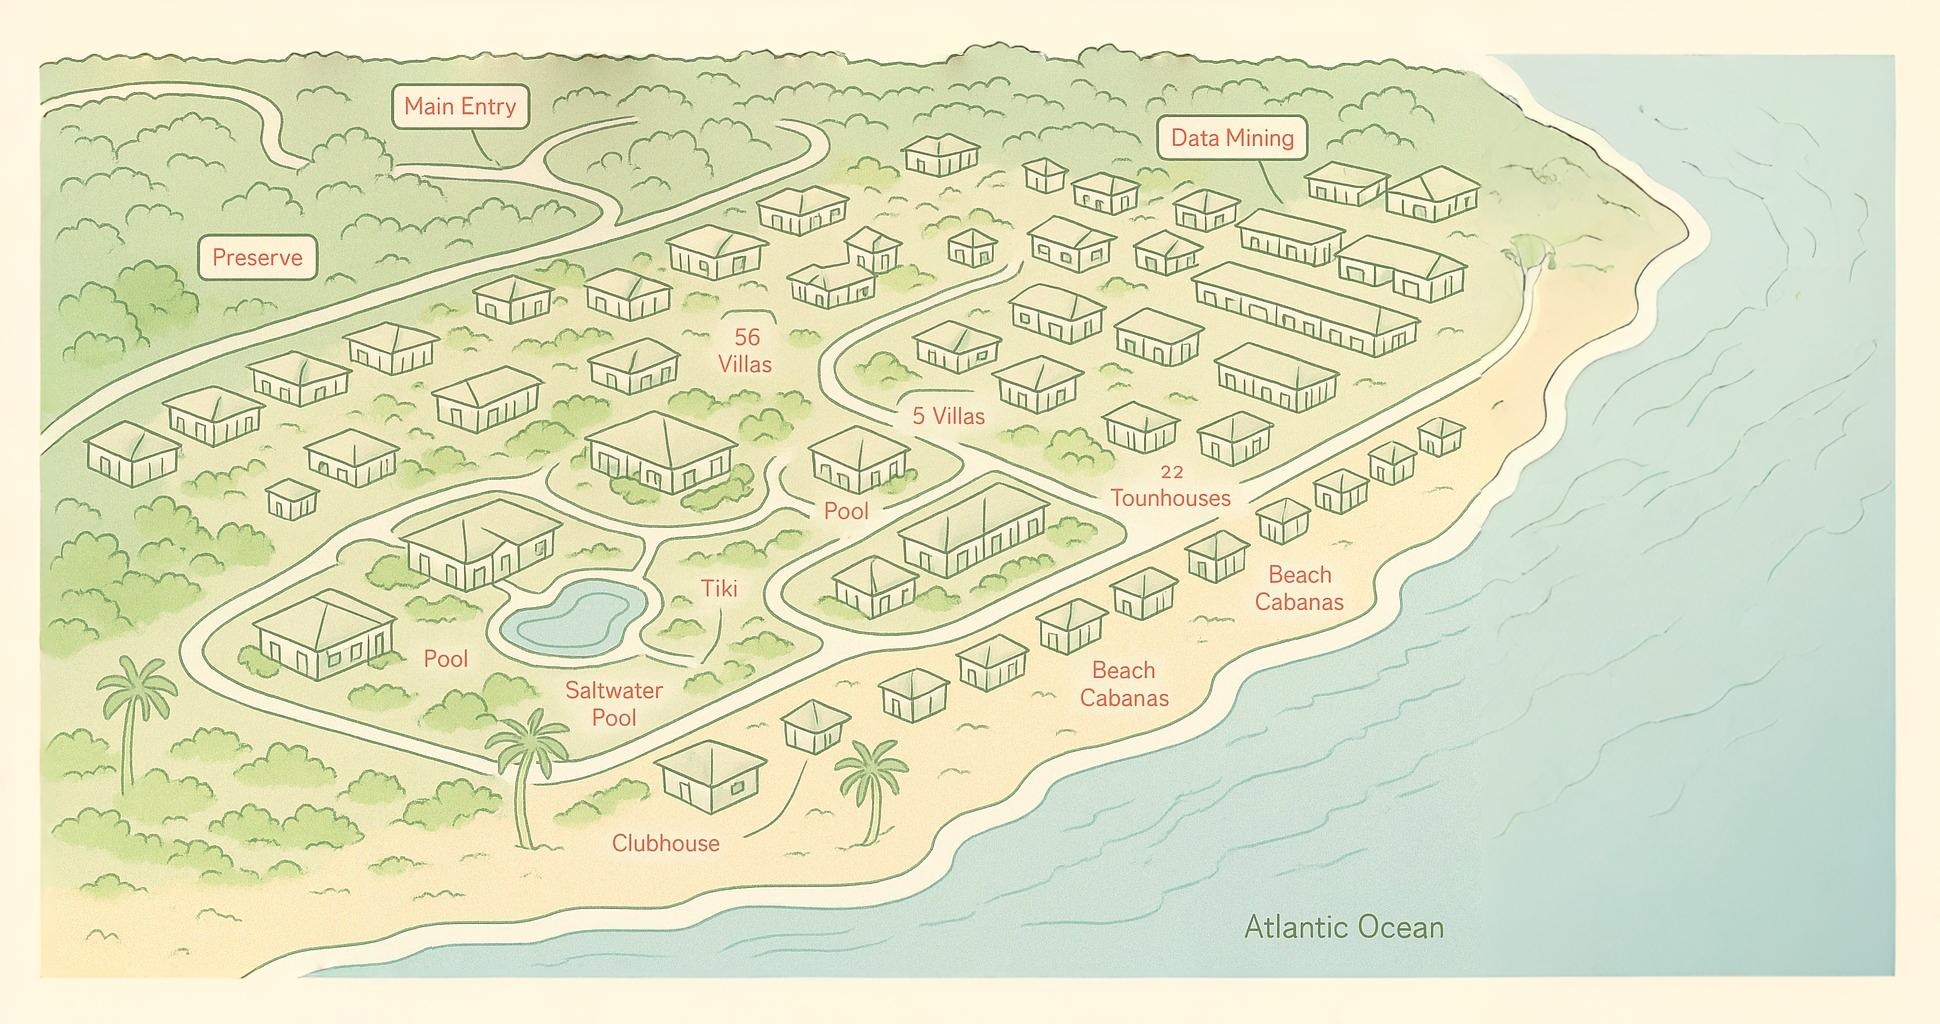 Main Entry
Data Mining
Preserve
56
Villas
5 Villas
22
Tounhouses
Pool
Beach
Cabanas
Tiki
Pool
Beach
Cabanas
Saltwater
Pool
Clubhouse
Atlantic Ocean